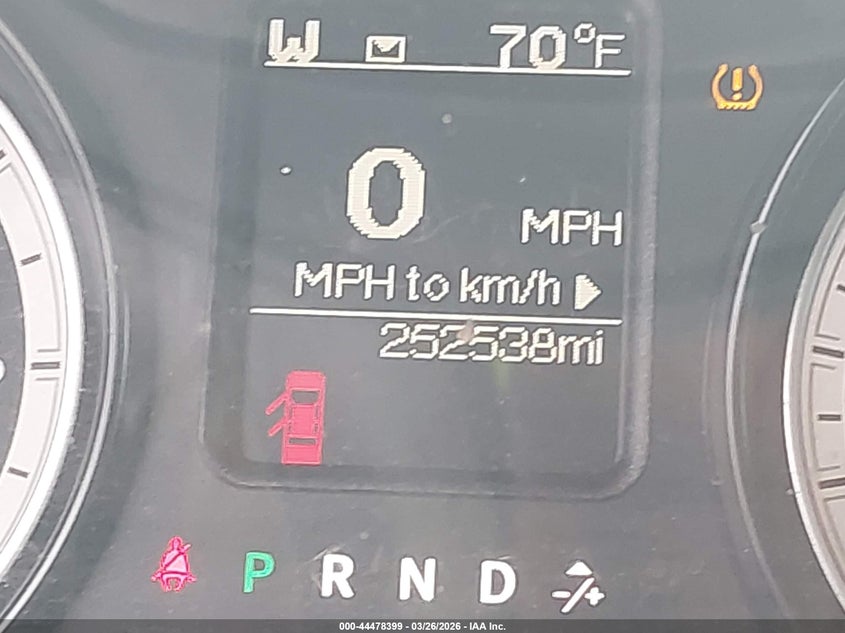 W 70°F
0 MPH
MPH to km/h
252538mi
P R N D -/+
000-44478399 - 03/26/2026 - IAA Inc.